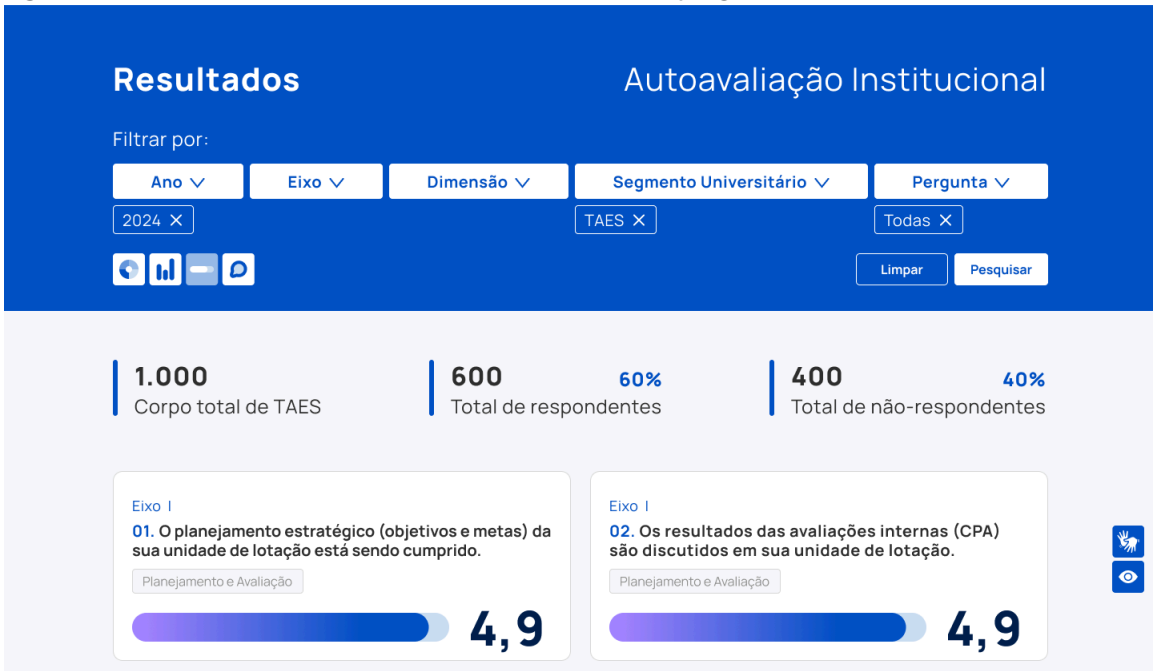 Resultados
Autoavaliação Institucional
Filtrar por:
Ano
Eixo
Dimensão
Segmento Universitário
Pergunta
2024
TAES
Todas
Limpar
Pesquisar
1.000
Corpo total de TAES
600 60%
Total de respondentes
400 40%
Total de não-respondentes
Eixo I
01. O planejamento estratégico (objetivos e metas) da
sua unidade de lotação está sendo cumprido.
Planejamento e Avaliação
4,9
Eixo I
02. Os resultados das avaliações internas (CPA)
são discutidos em sua unidade de lotação.
Planejamento e Avaliação
4,9